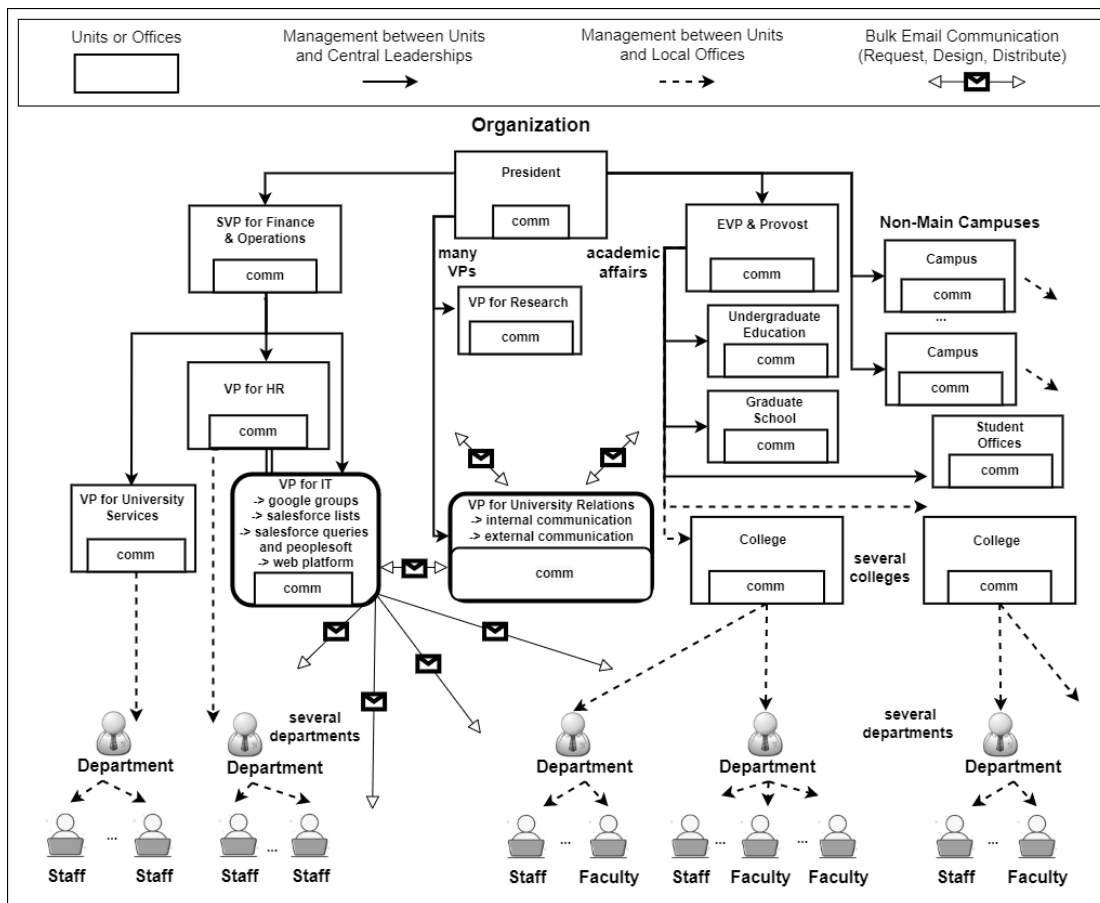 Units or Offices
Management between Units
and Central Leaderships
Management between Units
and Local Offices
Bulk Email Communication
(Request, Design, Distribute)
Organization
President
comm
SVP for Finance
& Operations
comm
many
VPs
academic
affairs
EVP & Provost
comm
Non-Main Campuses
Campus
comm
...
Campus
comm
VP for Research
comm
Undergraduate
Education
comm
Graduate
School
comm
Student
Offices
comm
VP for HR
comm
VP for University
Services
comm
VP for IT
-> google groups
-> salesforce lists
-> salesforce queries
and peoplesoft
-> web platform
comm
VP for University Relations
-> internal communication
-> external communication
comm
College
comm
several
colleges
College
comm
several
departments
several
departments
Department
Department
Department
Department
Department
...
...
...
...
...
...
Staff
Staff
Staff
Staff
Staff
Faculty
Staff
Faculty
Faculty
Staff
Faculty